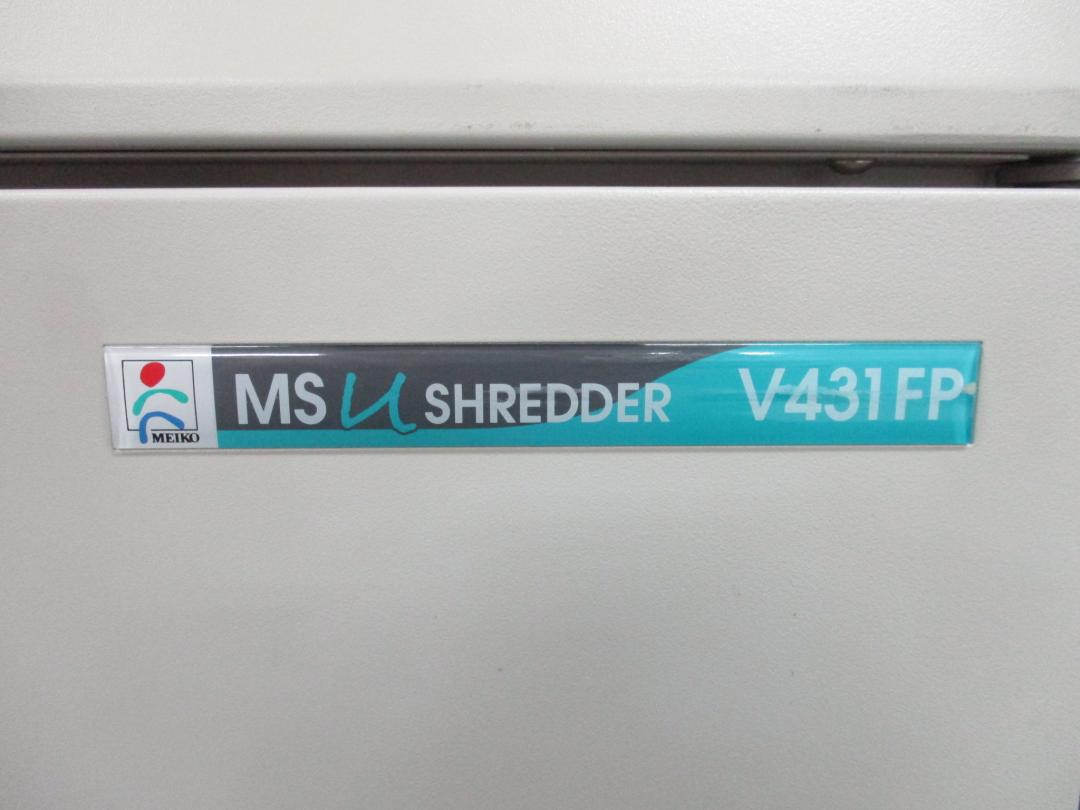 MEIKO
MS U SHREDDER V431FP